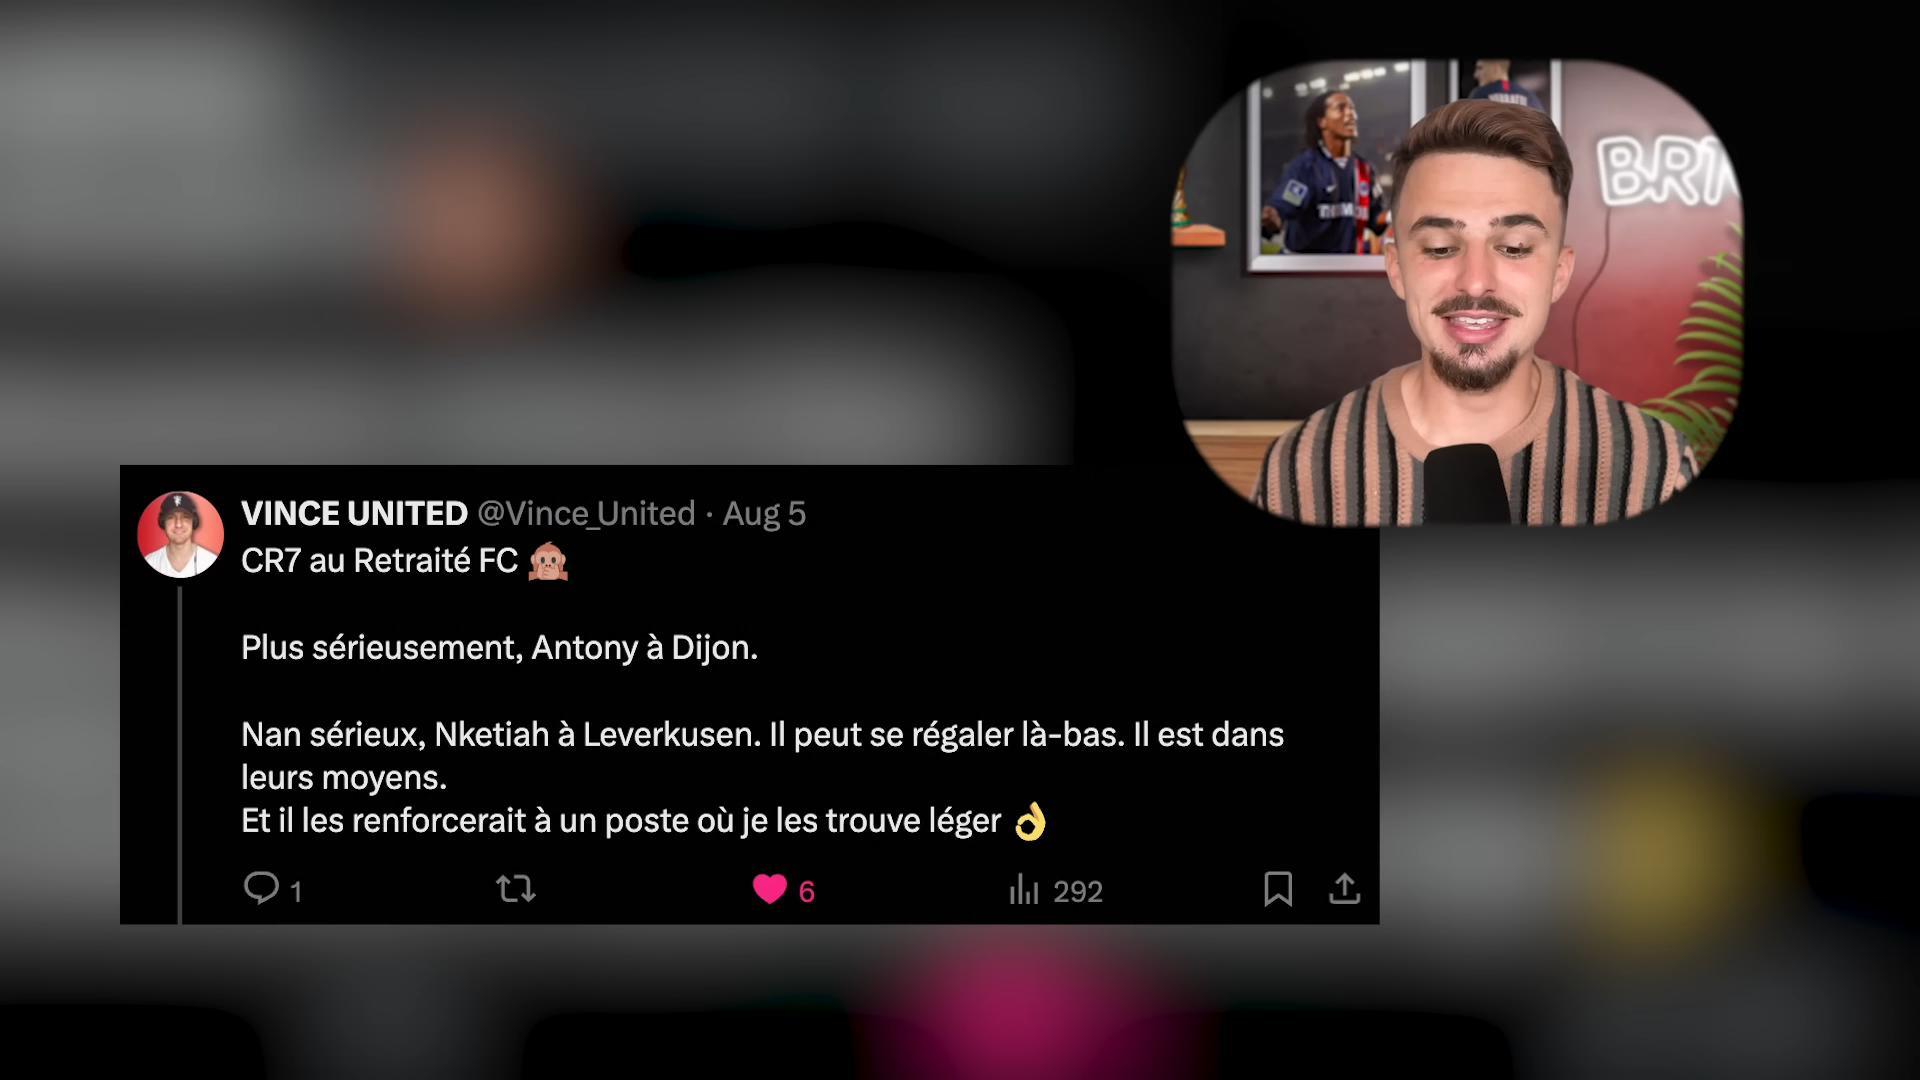 BR
VINCE UNITED @Vince_United · Aug 5
CR7 au Retraité FC 🙊
Plus sérieusement, Antony à Dijon.
Nan sérieux, Nketiah à Leverkusen. Il peut se régaler là-bas. Il est dans
leurs moyens.
Et il les renforcerait à un poste où je les trouve léger 👌
1
6
292